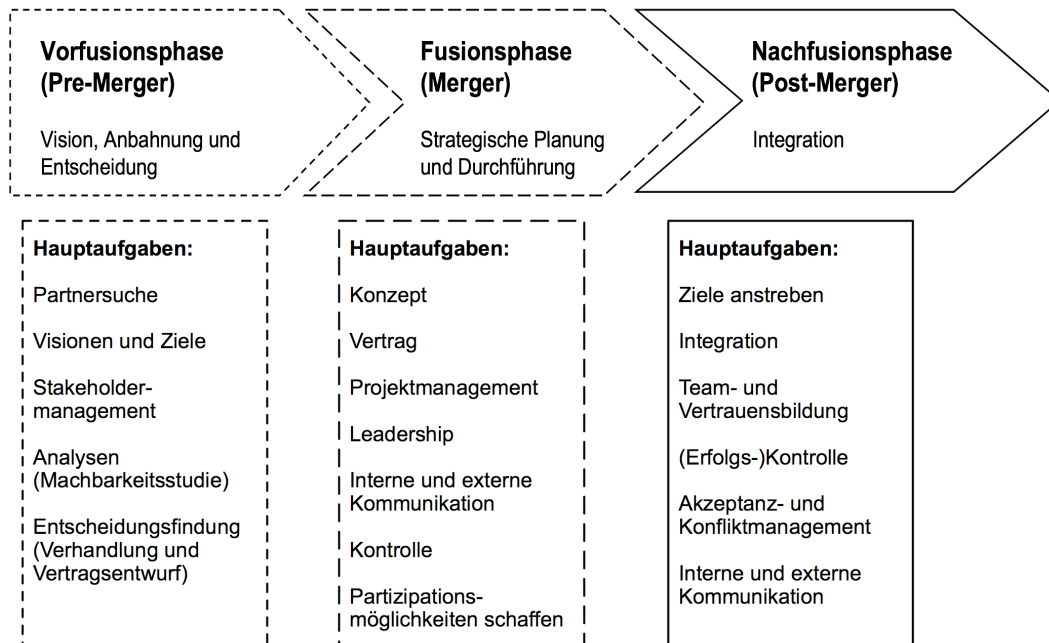 Vorfusionsphase
(Pre-Merger)
Vision, Anbahnung und
Entscheidung
Fusionsphase
(Merger)
Strategische Planung
und Durchführung
Nachfusionsphase
(Post-Merger)
Integration
Hauptaufgaben:
Partnersuche
Visionen und Ziele
Stakeholder-
management
Analysen
(Machbarkeitsstudie)
Entscheidungsfindung
(Verhandlung und
Vertragsentwurf)
Hauptaufgaben:
Konzept
Vertrag
Projektmanagement
Leadership
Interne und externe
Kommunikation
Kontrolle
Partizipations-
möglichkeiten schaffen
Hauptaufgaben:
Ziele anstreben
Integration
Team- und
Vertrauensbildung
(Erfolgs-)Kontrolle
Akzeptanz- und
Konfliktmanagement
Interne und externe
Kommunikation